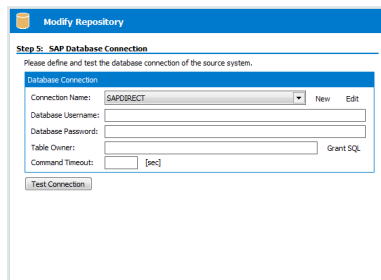 Modify Repository
Step 5: SAP Database Connection
Please define and test the database connection of the source system.
Database Connection
Connection Name: SAPDIRECT New Edit
Database Username:
Database Password:
Table Owner: Grant SQL
Command Timeout: [sec]
Test Connection